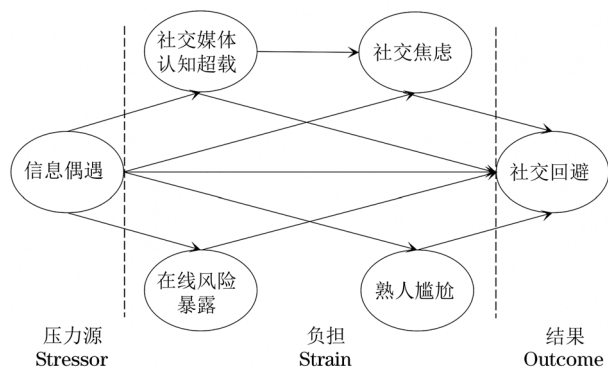 社交媒体
认知超载
社交焦虑
信息偶遇
社交回避
在线风险
暴露
熟人尴尬
压力源
Stressor
负担
Strain
结果
Outcome